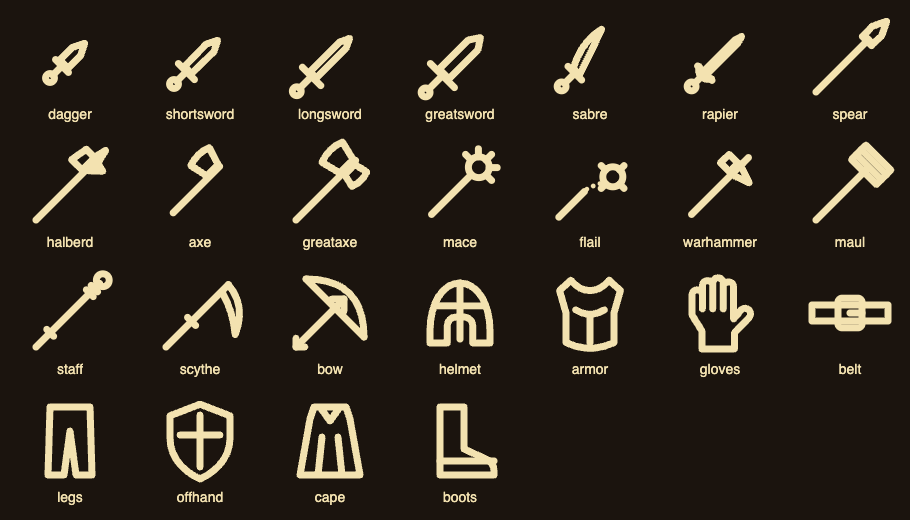 dagger shortsword longsword greatsword sabre rapier spear
halberd axe greataxe mace flail warhammer maul
staff scythe bow helmet armor gloves belt
legs offhand cape boots